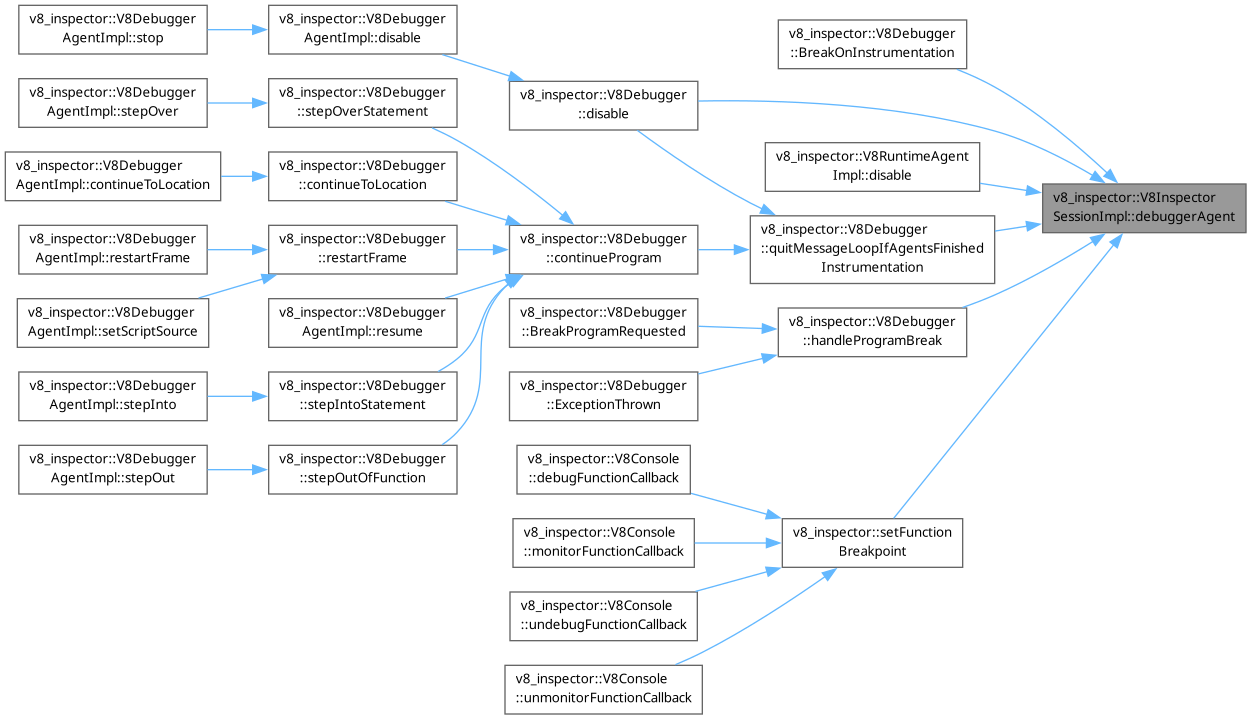 v8_inspector::V8Debugger
AgentImpl::stop
v8_inspector::V8Debugger
AgentImpl::disable
v8_inspector::V8Debugger
::BreakOnInstrumentation
v8_inspector::V8Debugger
AgentImpl::stepOver
v8_inspector::V8Debugger
::stepOverStatement
v8_inspector::V8Debugger
::disable
v8_inspector::V8Debugger
AgentImpl::continueToLocation
v8_inspector::V8Debugger
::continueToLocation
v8_inspector::V8RuntimeAgent
Impl::disable
v8_inspector::V8Inspector
SessionImpl::debuggerAgent
v8_inspector::V8Debugger
AgentImpl::restartFrame
v8_inspector::V8Debugger
::restartFrame
v8_inspector::V8Debugger
::continueProgram
v8_inspector::V8Debugger
::quitMessageLoopIfAgentsFinished
Instrumentation
v8_inspector::V8Debugger
AgentImpl::setScriptSource
v8_inspector::V8Debugger
AgentImpl::resume
v8_inspector::V8Debugger
::BreakProgramRequested
v8_inspector::V8Debugger
::handleProgramBreak
v8_inspector::V8Debugger
AgentImpl::stepInto
v8_inspector::V8Debugger
::stepIntoStatement
v8_inspector::V8Debugger
::ExceptionThrown
v8_inspector::V8Debugger
AgentImpl::stepOut
v8_inspector::V8Debugger
::stepOutOfFunction
v8_inspector::V8Console
::debugFunctionCallback
v8_inspector::V8Console
::monitorFunctionCallback
v8_inspector::setFunction
Breakpoint
v8_inspector::V8Console
::undebugFunctionCallback
v8_inspector::V8Console
::unmonitorFunctionCallback